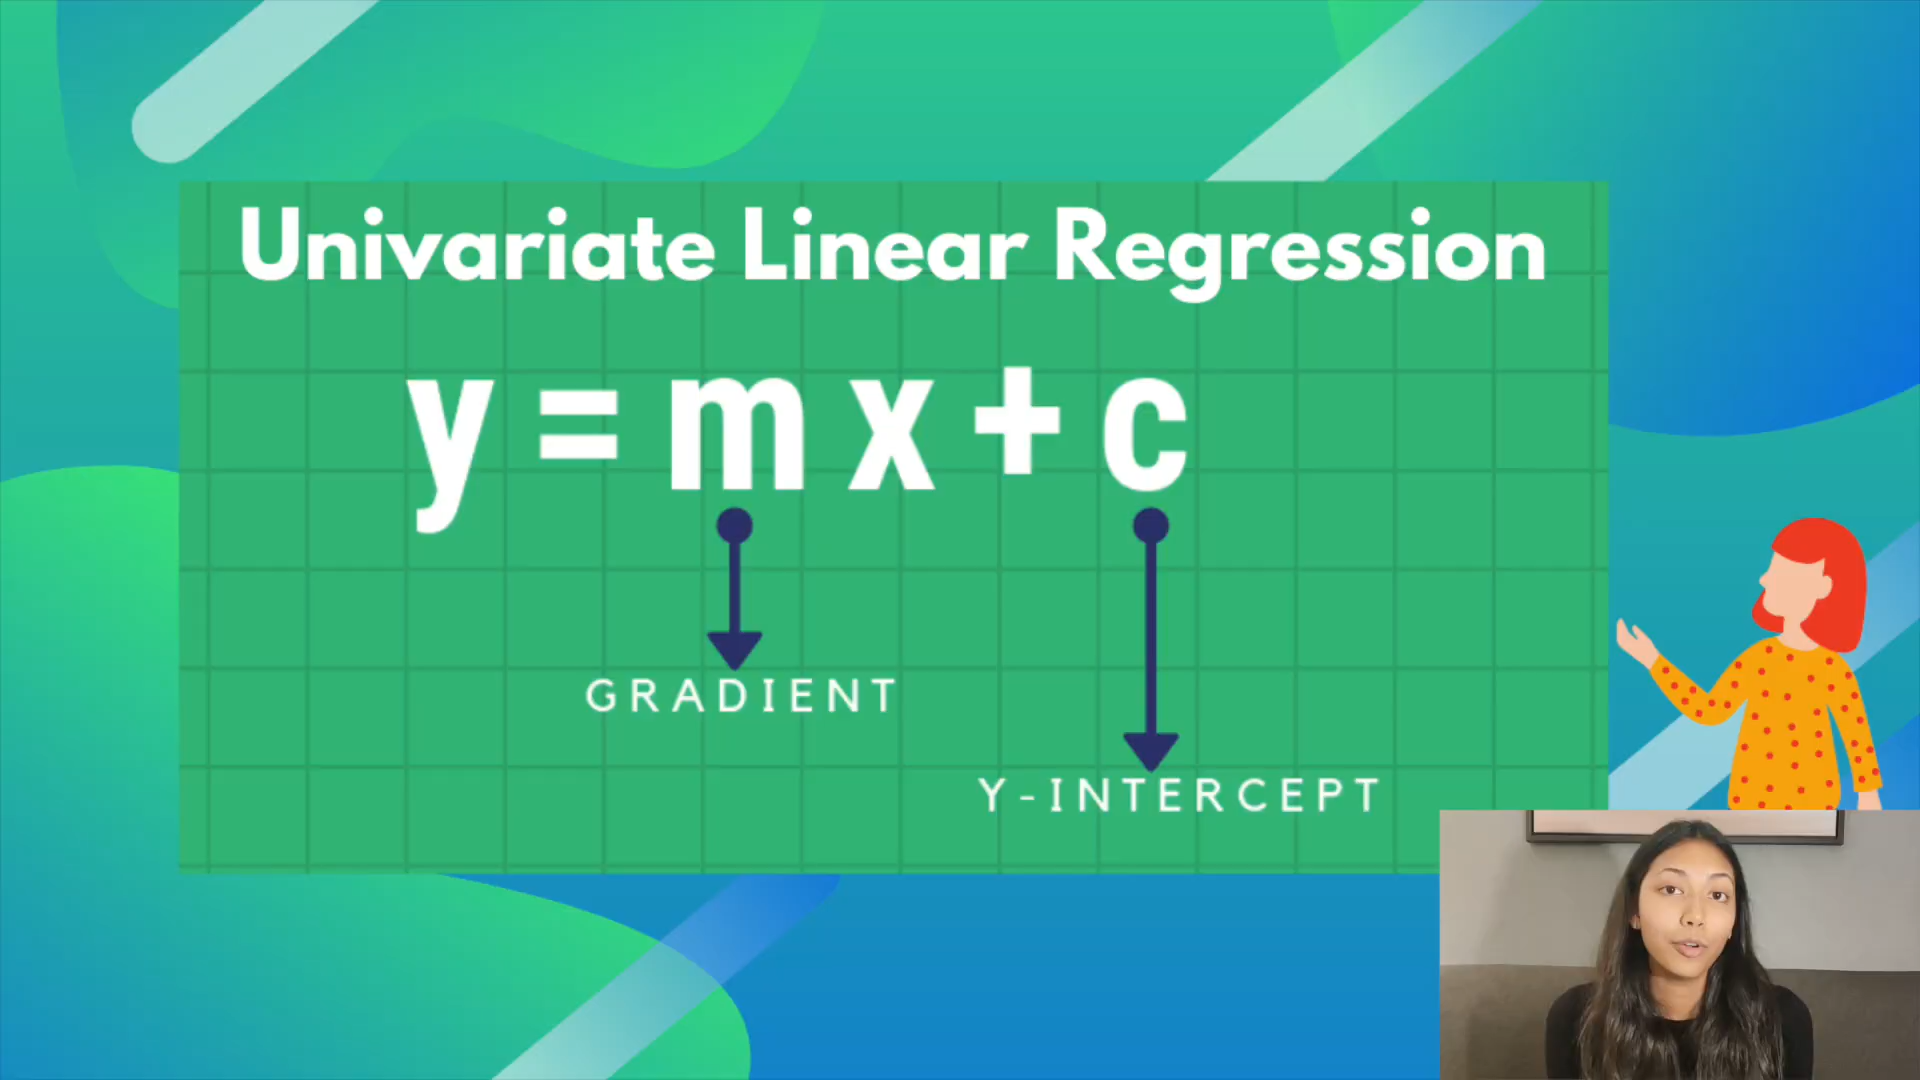 Univariate Linear Regression
y = m x + c
GRADIENT
Y-INTERCEPT